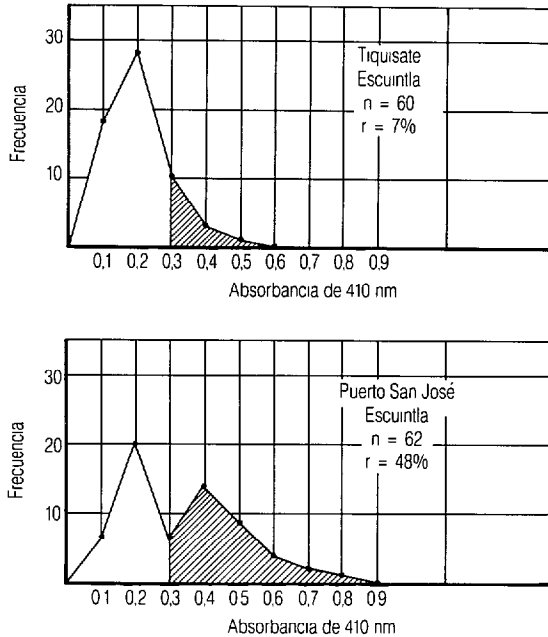 30
20
10
Frecuencia
Tiquisate
Escuintla
n = 60
r = 7%
0,1 0,2 0,3 0,4 0,5 0,6 0,7 0,8 0,9
Absorbancia de 410 nm
30
20
10
Frecuencia
Puerto San José
Escuintla
n = 62
r = 48%
0 1 0,2 0,3 0,4 0 5 0,6 0,7 0,8 0 9
Absorbancia de 410 nm